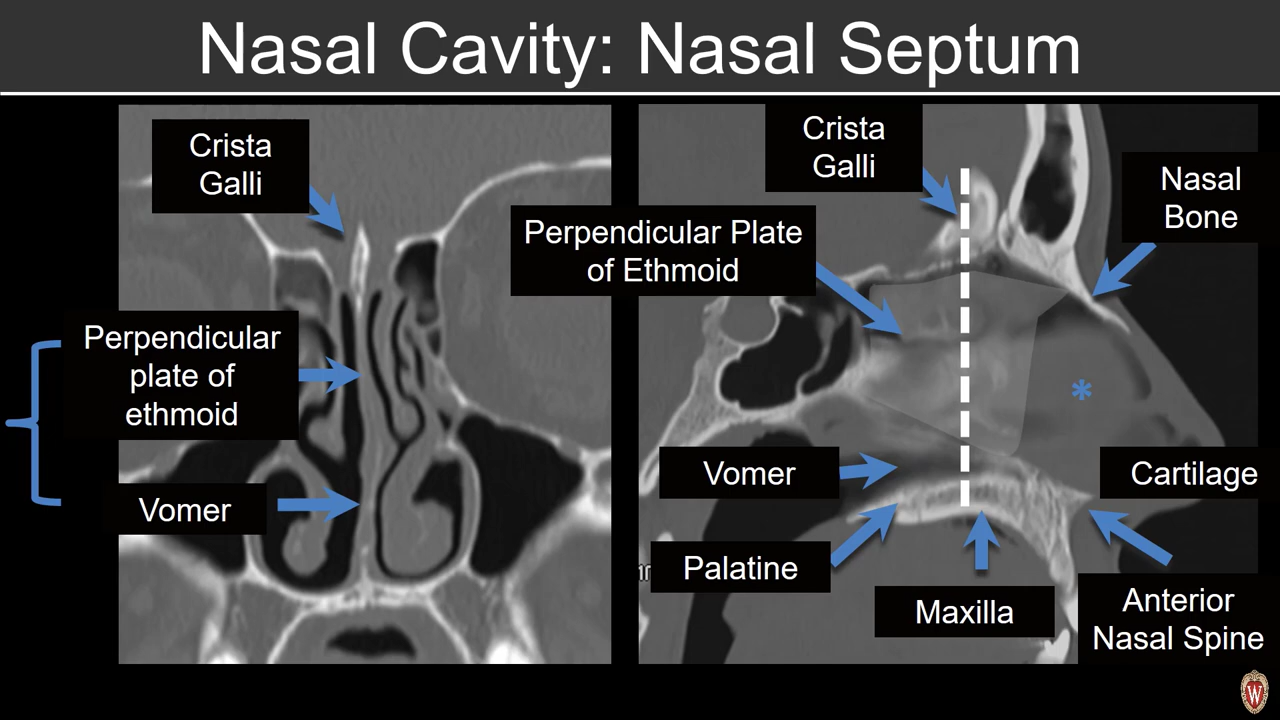 Nasal Cavity: Nasal Septum
Crista
Galli
Perpendicular
plate of
ethmoid
Vomer
Crista
Galli
Nasal
Bone
Perpendicular Plate
of Ethmoid
*
Vomer
Cartilage
Palatine
Maxilla
Anterior
Nasal Spine
W